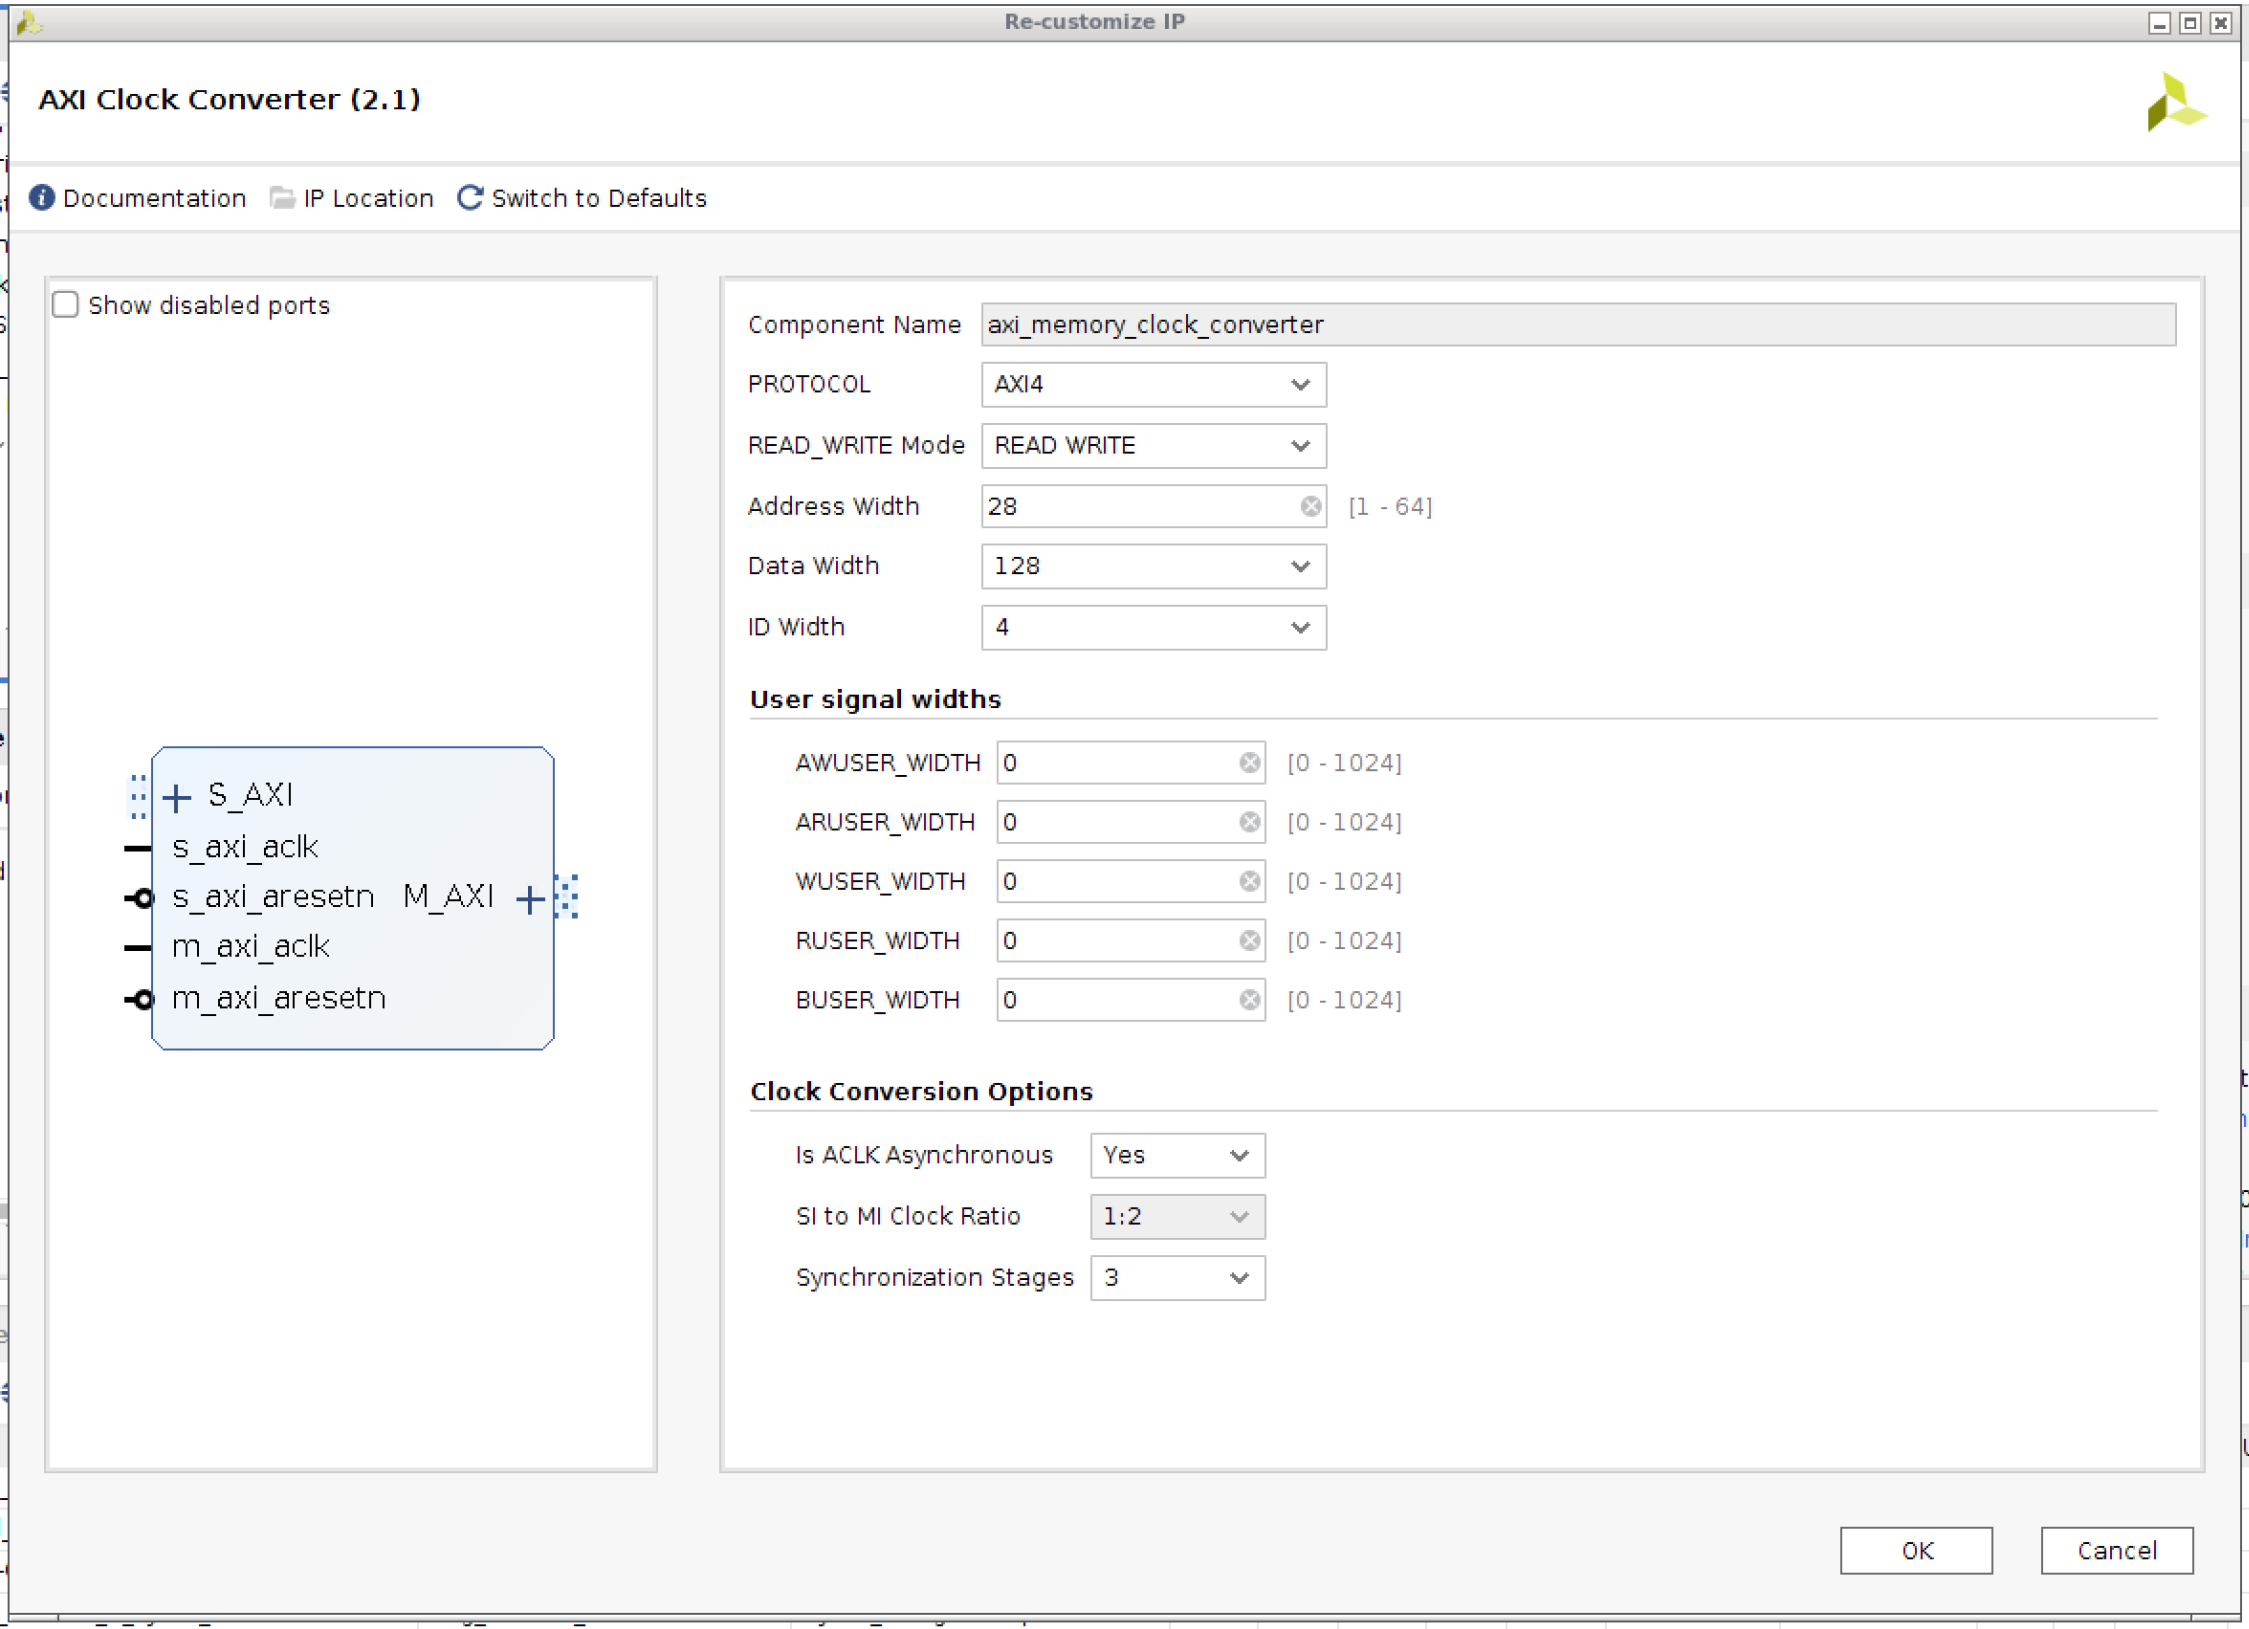 Re-customize IP
AXI Clock Converter (2.1)
Documentation IP Location Switch to Defaults
Show disabled ports
S_AXI
s_axi_aclk
s_axi_aresetn M_AXI
m_axi_aclk
m_axi_aresetn
Component Name axi_memory_clock_converter
PROTOCOL AXI4
READ_WRITE Mode READ WRITE
Address Width 28 [1 - 64]
Data Width 128
ID Width 4
User signal widths
AWUSER_WIDTH 0 [0 - 1024]
ARUSER_WIDTH 0 [0 - 1024]
WUSER_WIDTH 0 [0 - 1024]
RUSER_WIDTH 0 [0 - 1024]
BUSER_WIDTH 0 [0 - 1024]
Clock Conversion Options
Is ACLK Asynchronous Yes
SI to MI Clock Ratio 1:2
Synchronization Stages 3
OK Cancel